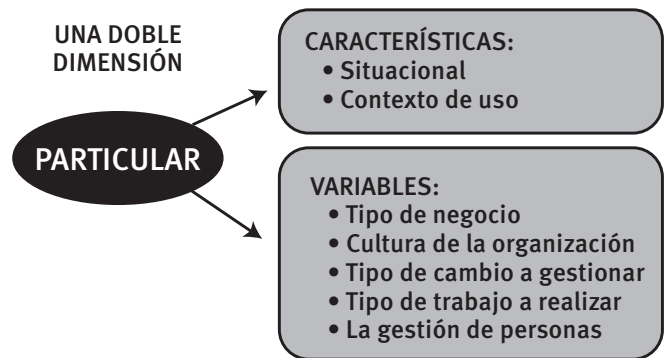 UNA DOBLE
DIMENSIÓN
PARTICULAR
CARACTERÍSTICAS:
• Situacional
• Contexto de uso
VARIABLES:
• Tipo de negocio
• Cultura de la organización
• Tipo de cambio a gestionar
• Tipo de trabajo a realizar
• La gestión de personas